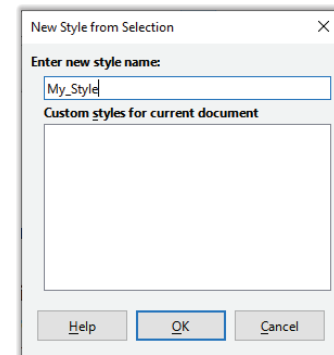 New Style from Selection
Enter new style name:
My_Style
Custom styles for current document
Help OK Cancel